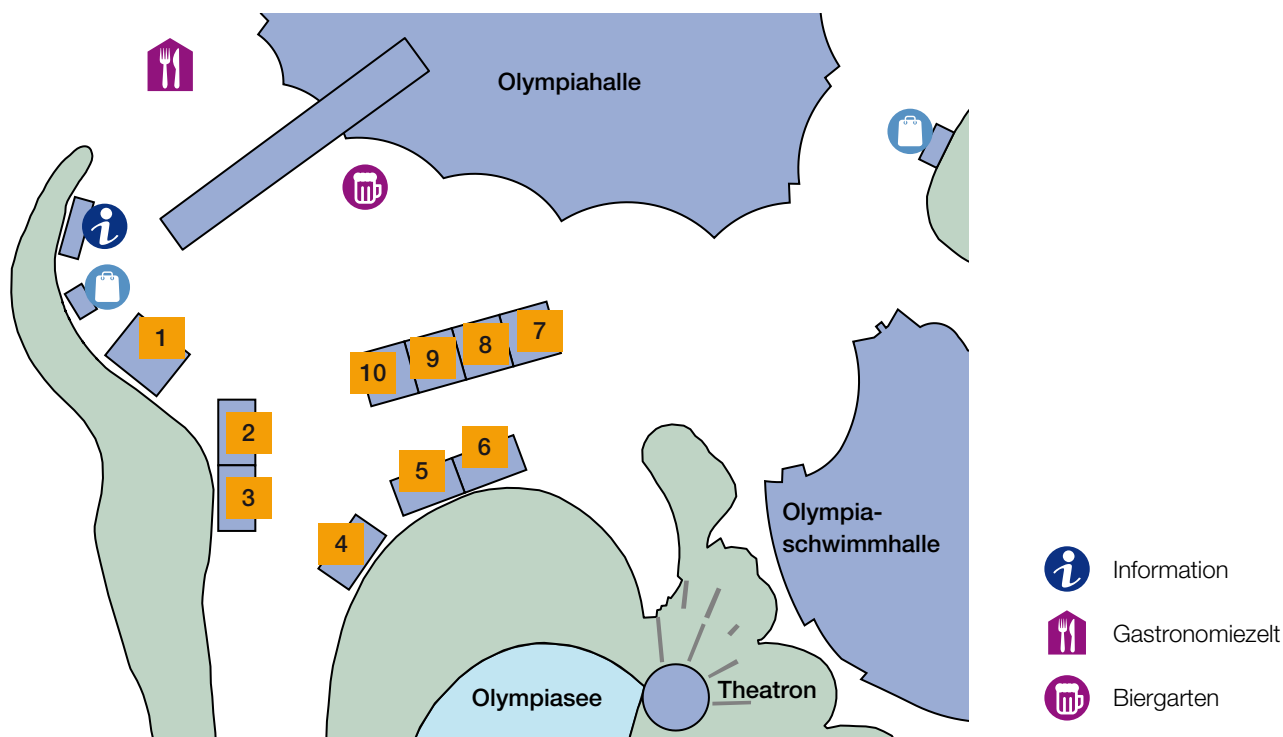 Olympiahalle
1
7
8
9
10
2
6
5
3
4
Olympia-
schwimmhalle
Olympiasee
Theatron
Information
Gastronomiezelt
Biergarten